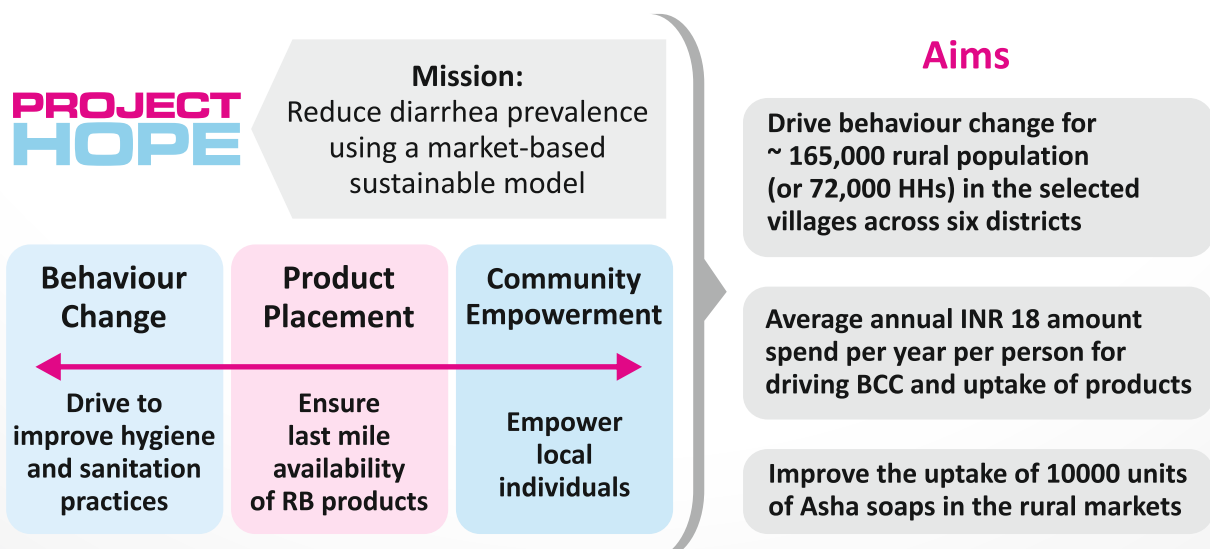 PROJECT
HOPE
Mission:
Reduce diarrhea prevalence
using a market-based
sustainable model
Behaviour
Change
Drive to
improve hygiene
and sanitation
practices
Product
Placement
Ensure
last mile
availability
of RB products
Community
Empowerment
Empower
local
individuals
Aims
Drive behaviour change for
~ 165,000 rural population
(or 72,000 HHs) in the selected
villages across six districts
Average annual INR 18 amount
spend per year per person for
driving BCC and uptake of products
Improve the uptake of 10000 units
of Asha soaps in the rural markets